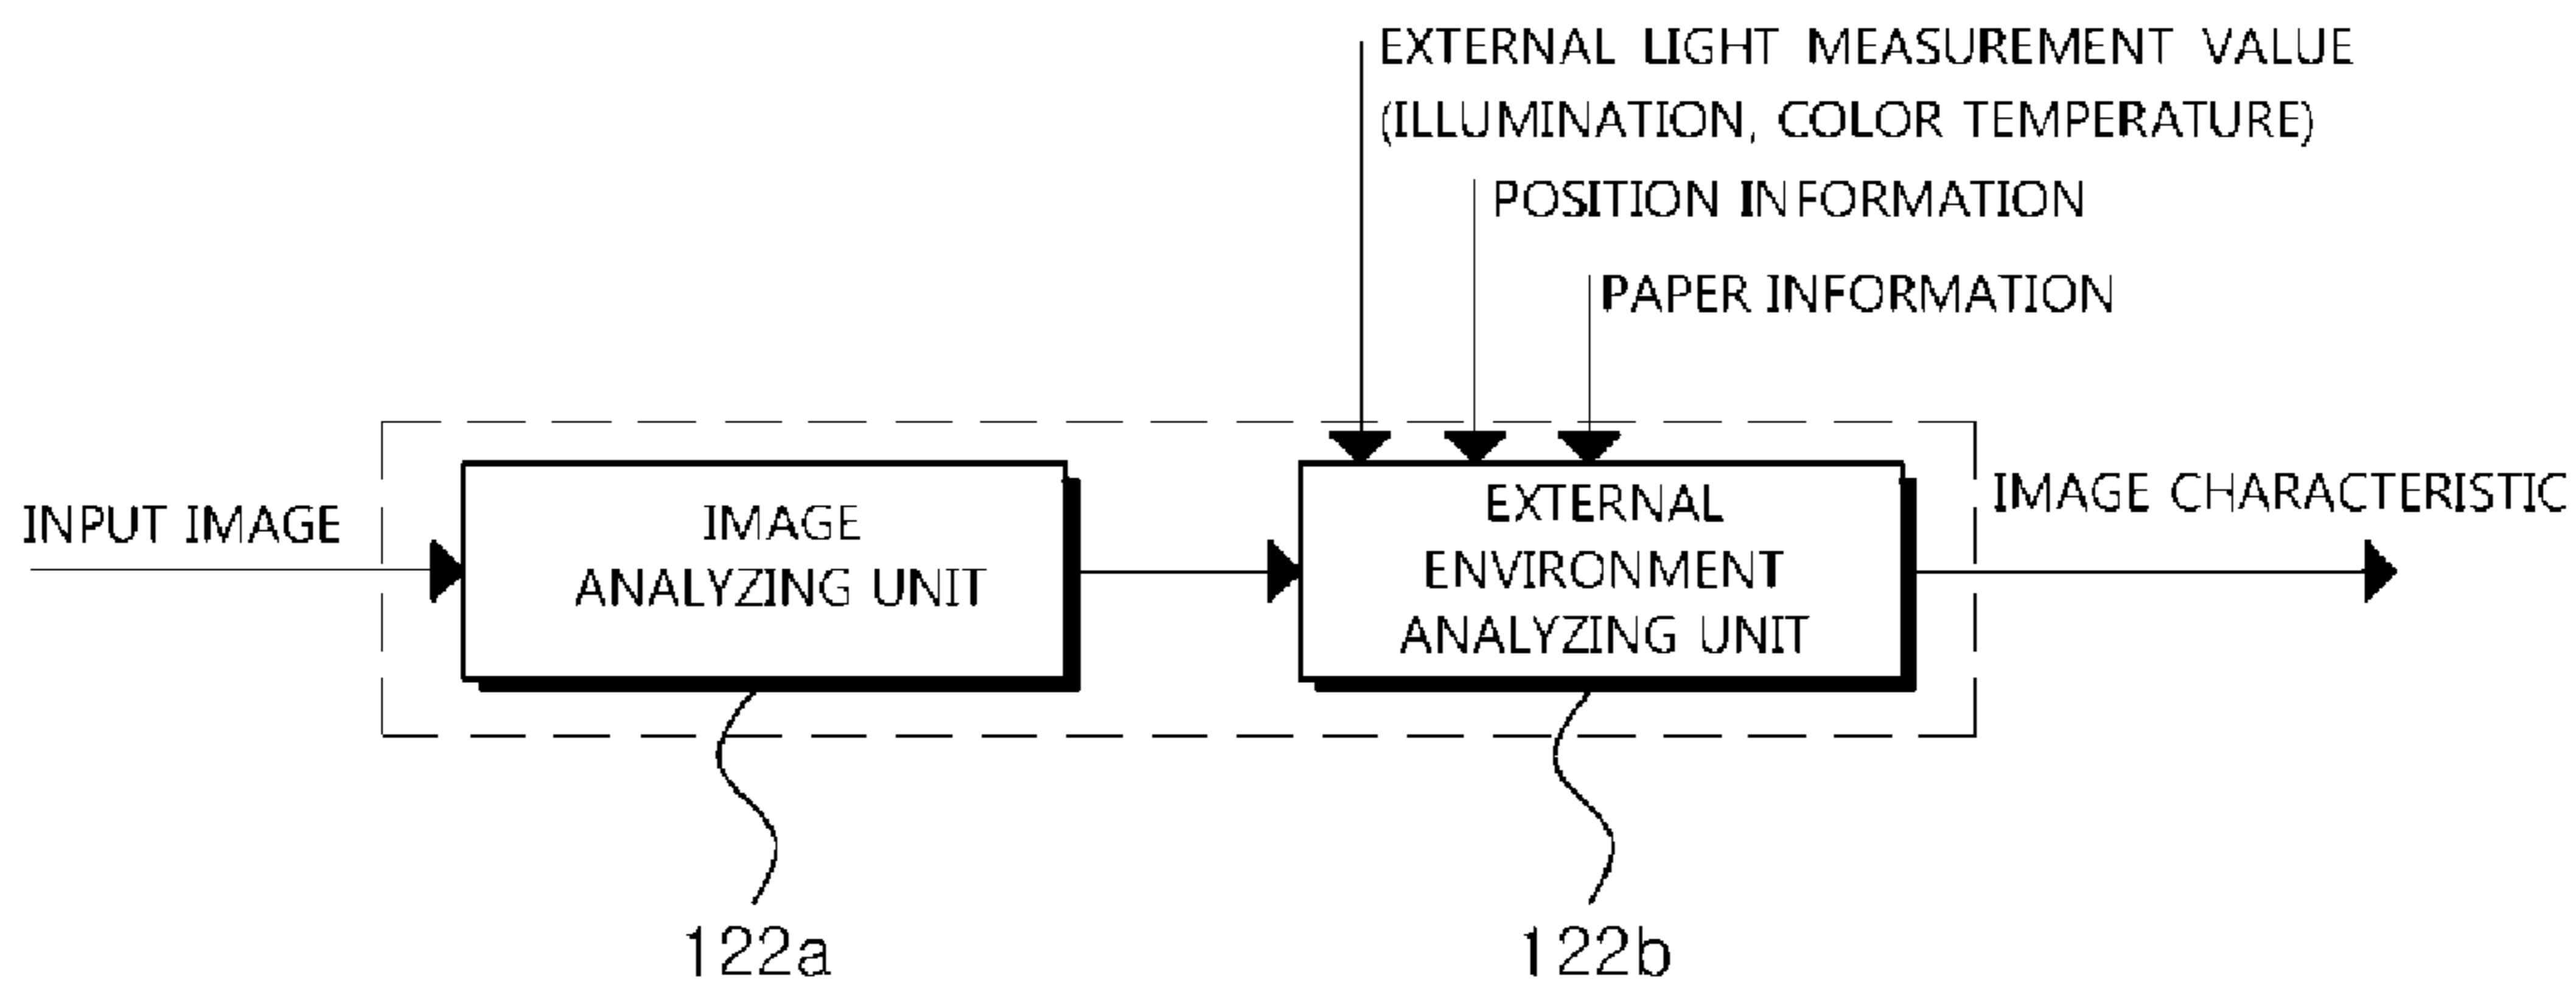 EXTERNAL LIGHT MEASUREMENT VALUE
(ILLUMINATION, COLOR TEMPERATURE)
POSITION INFORMATION
PAPER INFORMATION
INPUT IMAGE
IMAGE
ANALYZING UNIT
EXTERNAL
ENVIRONMENT
ANALYZING UNIT
IMAGE CHARACTERISTIC
122a
122b